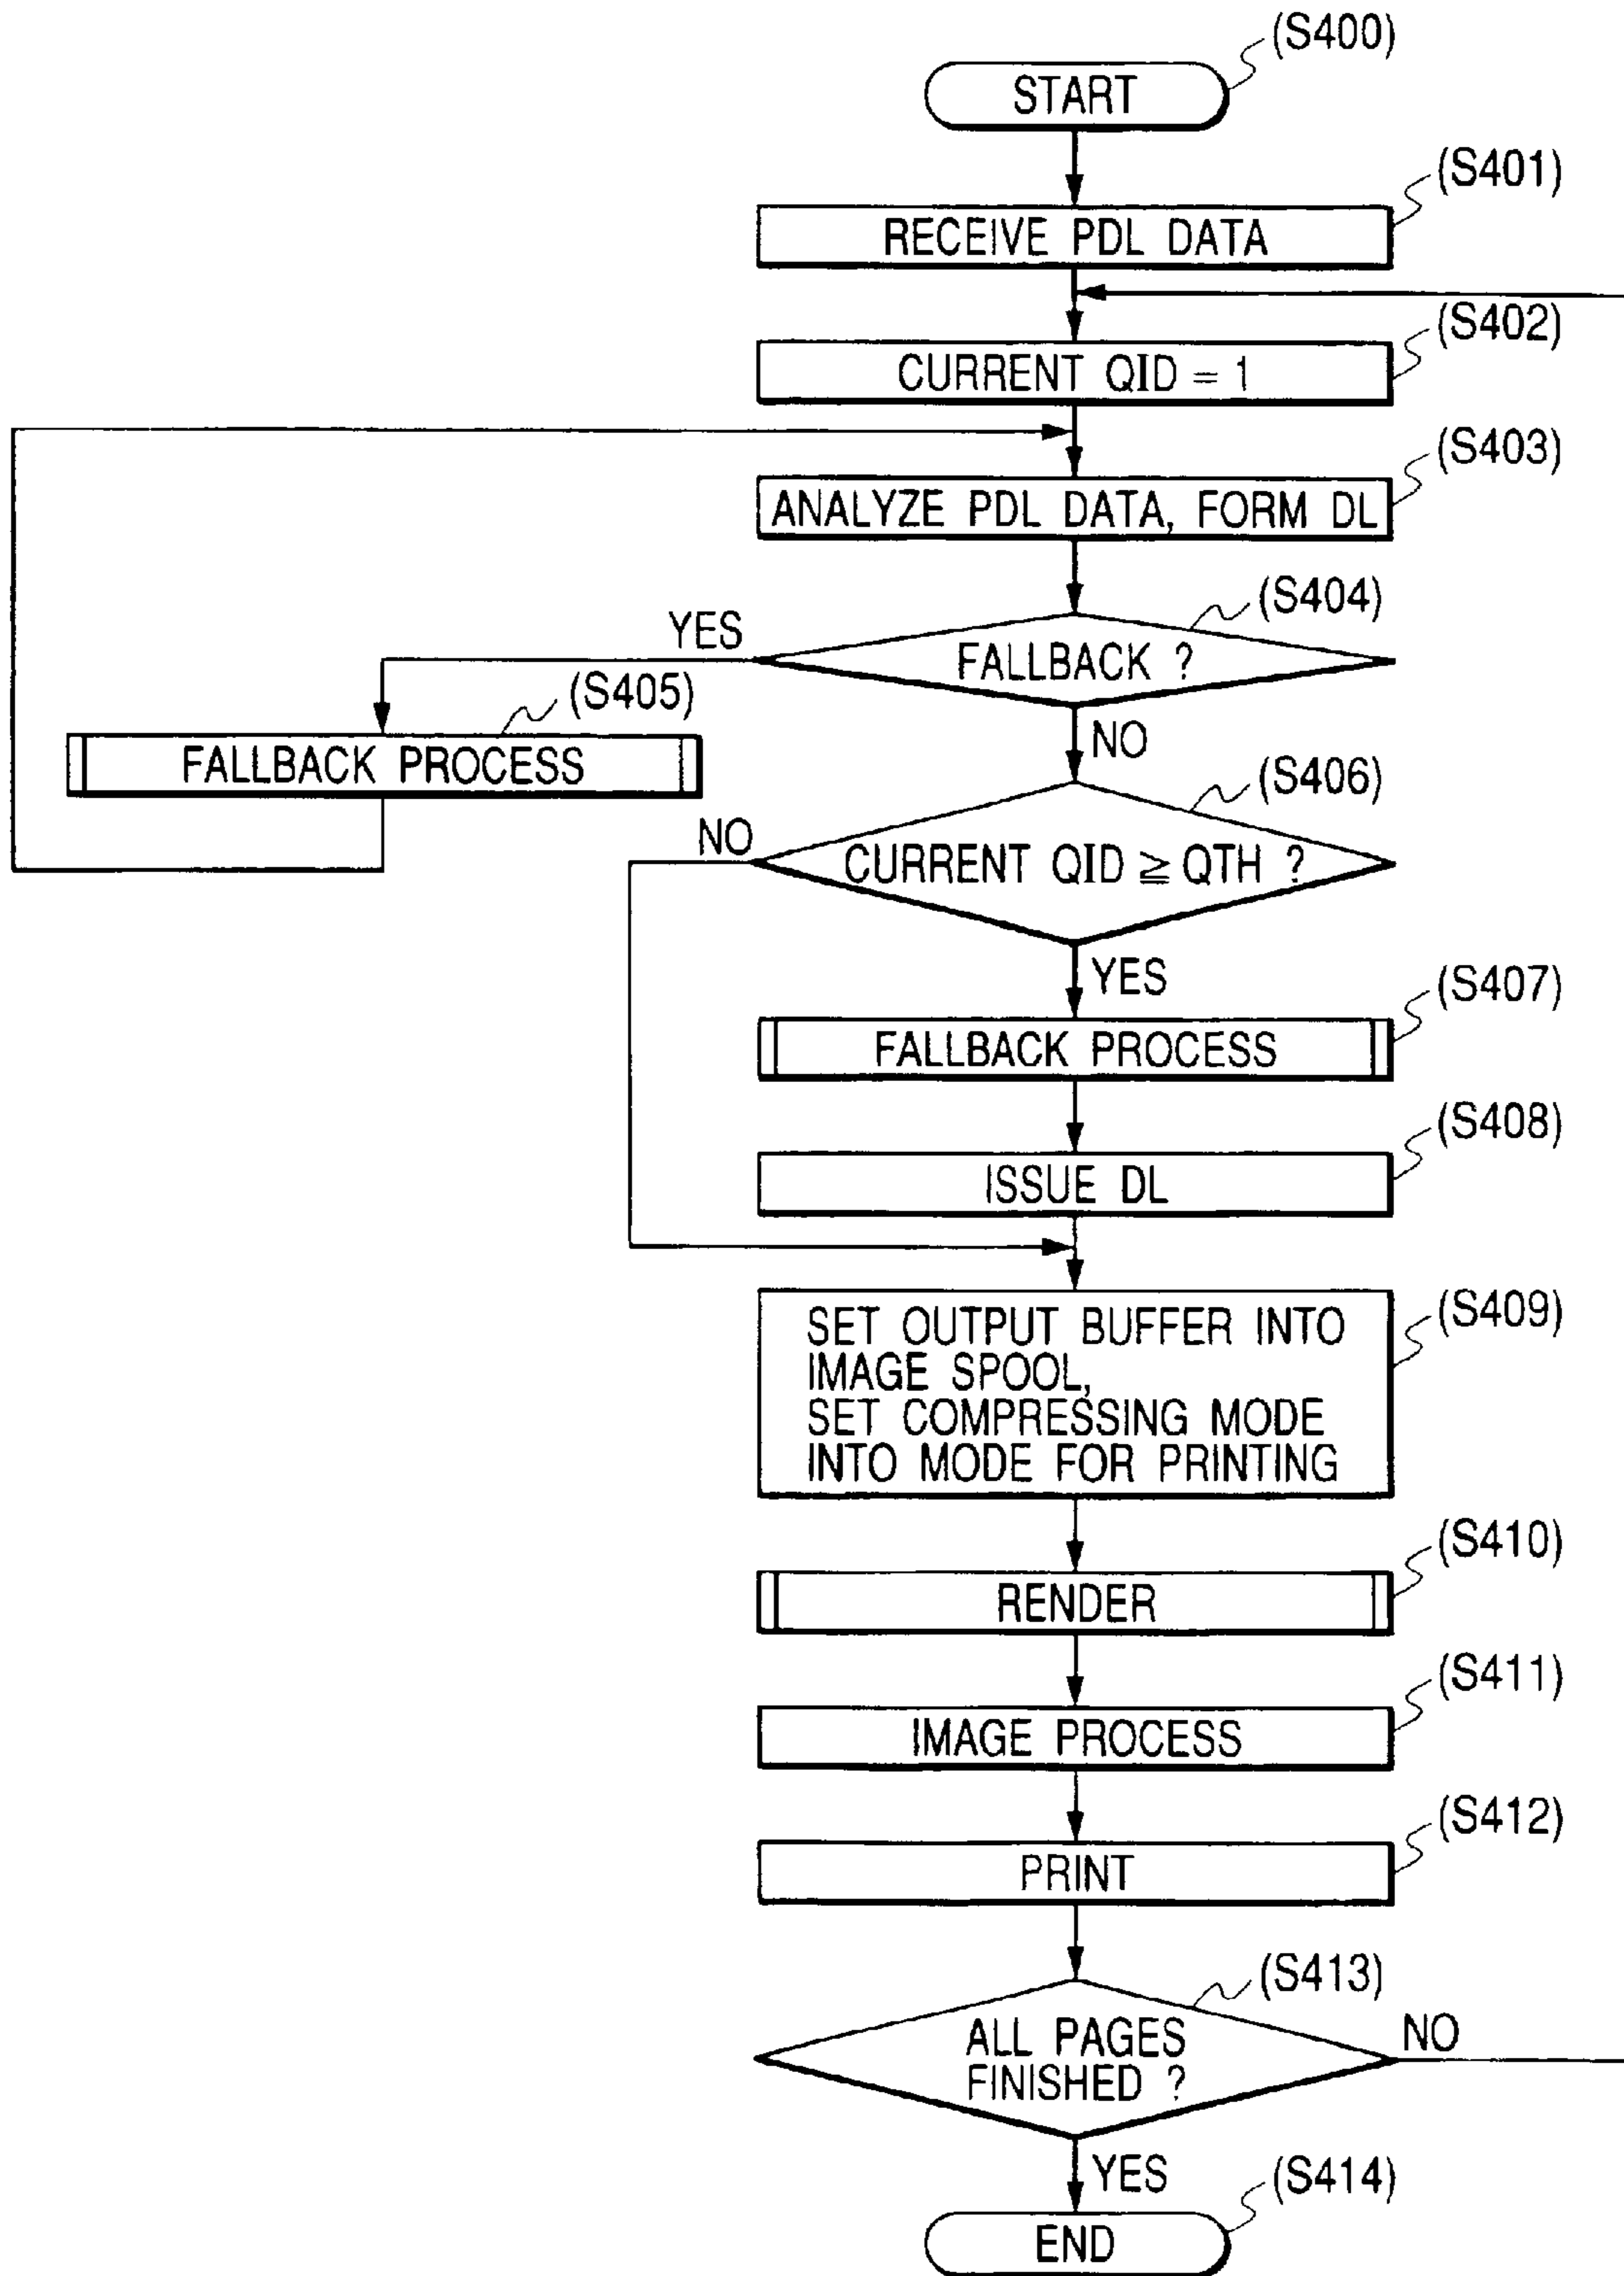 (S400)
START
(S401)
RECEIVE PDL DATA
(S402)
CURRENT QID = 1
(S403)
ANALYZE PDL DATA, FORM DL
(S404)
YES
FALLBACK ?
(S405)
NO
FALLBACK PROCESS
(S406)
NO
CURRENT QID ≧ QTH ?
YES
(S407)
FALLBACK PROCESS
(S408)
ISSUE DL
(S409)
SET OUTPUT BUFFER INTO
IMAGE SPOOL,
SET COMPRESSING MODE
INTO MODE FOR PRINTING
(S410)
RENDER
(S411)
IMAGE PROCESS
(S412)
PRINT
(S413)
ALL PAGES
FINISHED ?
NO
YES
(S414)
END